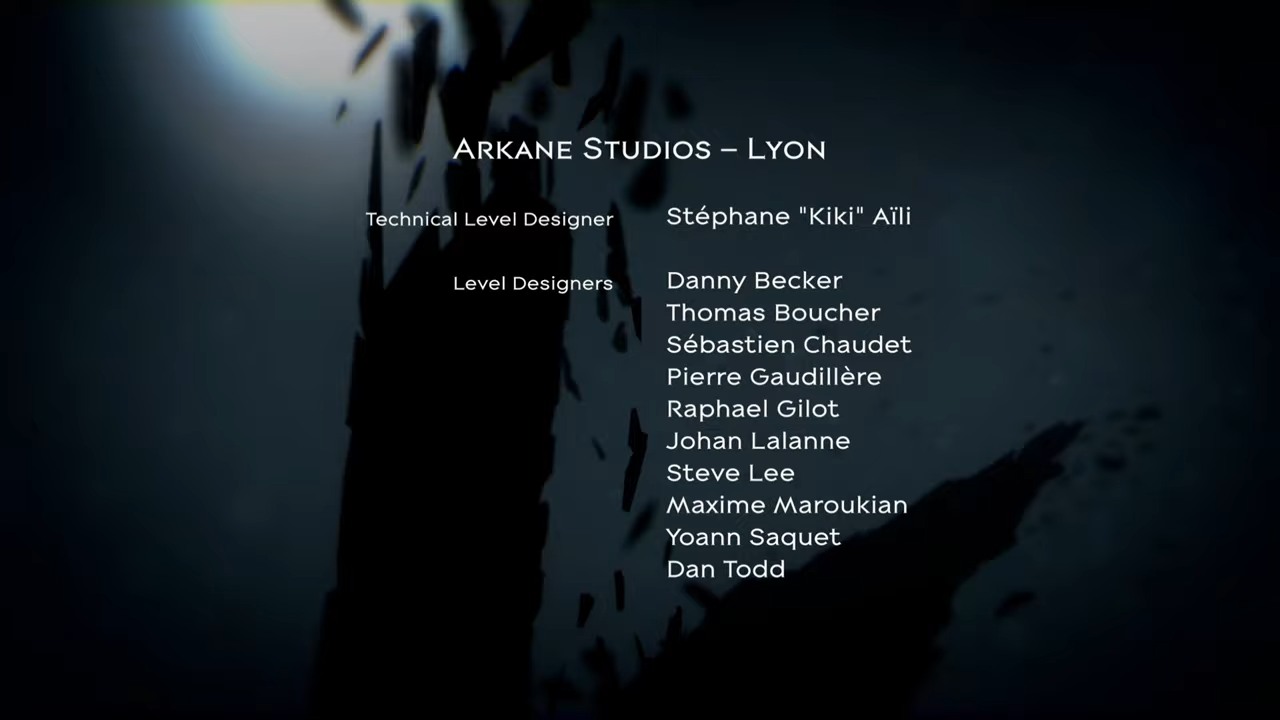 Arkane Studios – Lyon
Technical Level Designer Stéphane "Kiki" Aïli
Level Designers Danny Becker
Thomas Boucher
Sébastien Chaudet
Pierre Gaudillère
Raphael Gilot
Johan Lalanne
Steve Lee
Maxime Maroukian
Yoann Saquet
Dan Todd